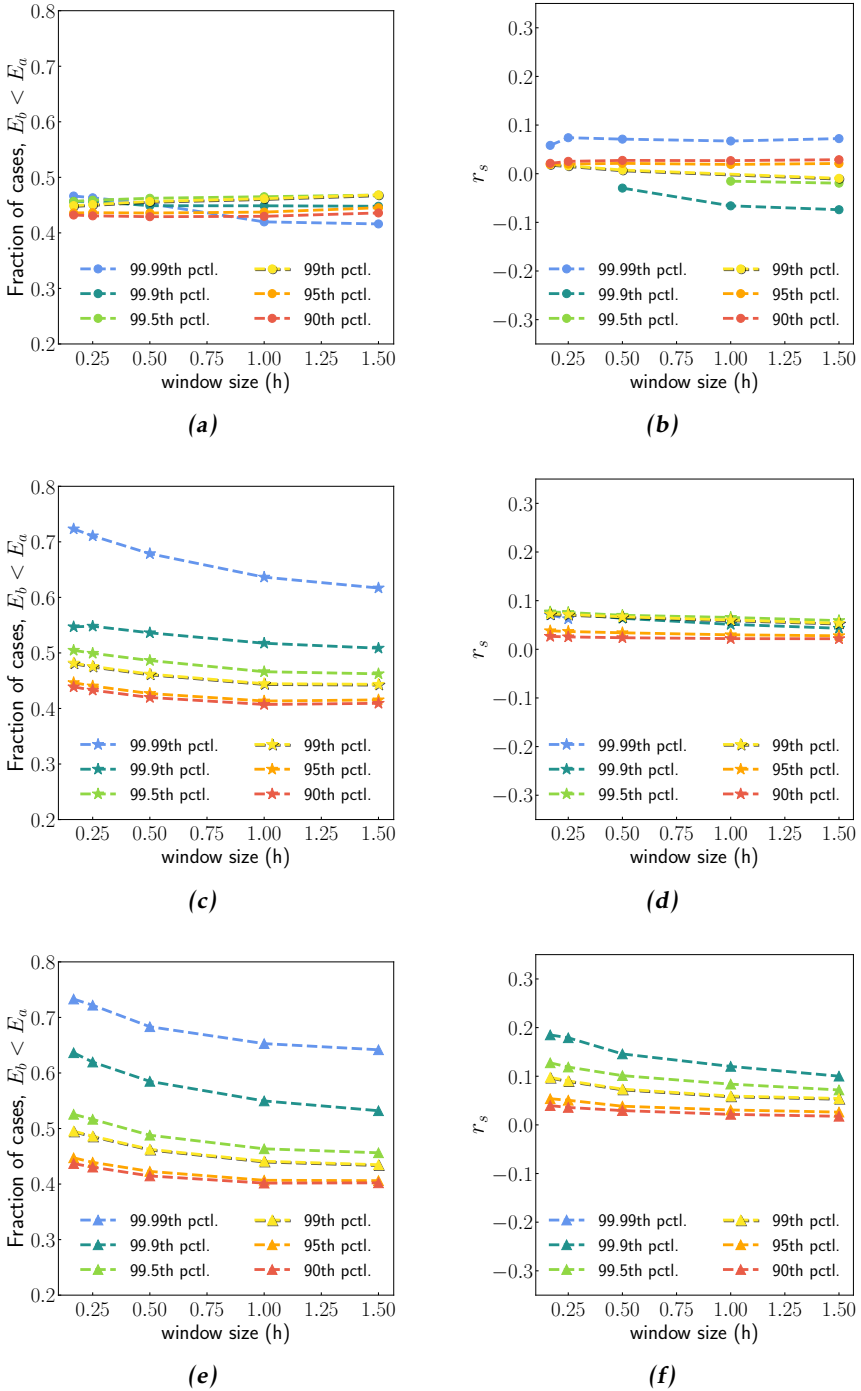 0.8
0.7
0.6
0.5
0.4
0.3
0.2
Fraction of cases, $E_b < E_a$
99.99th pctl.
99.9th pctl.
99.5th pctl.
99th pctl.
95th pctl.
90th pctl.
0.25 0.50 0.75 1.00 1.25 1.50
window size (h)
(a)
0.3
0.2
0.1
0.0
−0.1
−0.2
−0.3
$r_s$
99.99th pctl.
99.9th pctl.
99.5th pctl.
99th pctl.
95th pctl.
90th pctl.
0.25 0.50 0.75 1.00 1.25 1.50
window size (h)
(b)
0.8
0.7
0.6
0.5
0.4
0.3
0.2
Fraction of cases, $E_b < E_a$
99.99th pctl.
99.9th pctl.
99.5th pctl.
99th pctl.
95th pctl.
90th pctl.
0.25 0.50 0.75 1.00 1.25 1.50
window size (h)
(c)
0.3
0.2
0.1
0.0
−0.1
−0.2
−0.3
$r_s$
99.99th pctl.
99.9th pctl.
99.5th pctl.
99th pctl.
95th pctl.
90th pctl.
0.25 0.50 0.75 1.00 1.25 1.50
window size (h)
(d)
0.8
0.7
0.6
0.5
0.4
0.3
0.2
Fraction of cases, $E_b < E_a$
99.99th pctl.
99.9th pctl.
99.5th pctl.
99th pctl.
95th pctl.
90th pctl.
0.25 0.50 0.75 1.00 1.25 1.50
window size (h)
(e)
0.3
0.2
0.1
0.0
−0.1
−0.2
−0.3
$r_s$
99.99th pctl.
99.9th pctl.
99.5th pctl.
99th pctl.
95th pctl.
90th pctl.
0.25 0.50 0.75 1.00 1.25 1.50
window size (h)
(f)